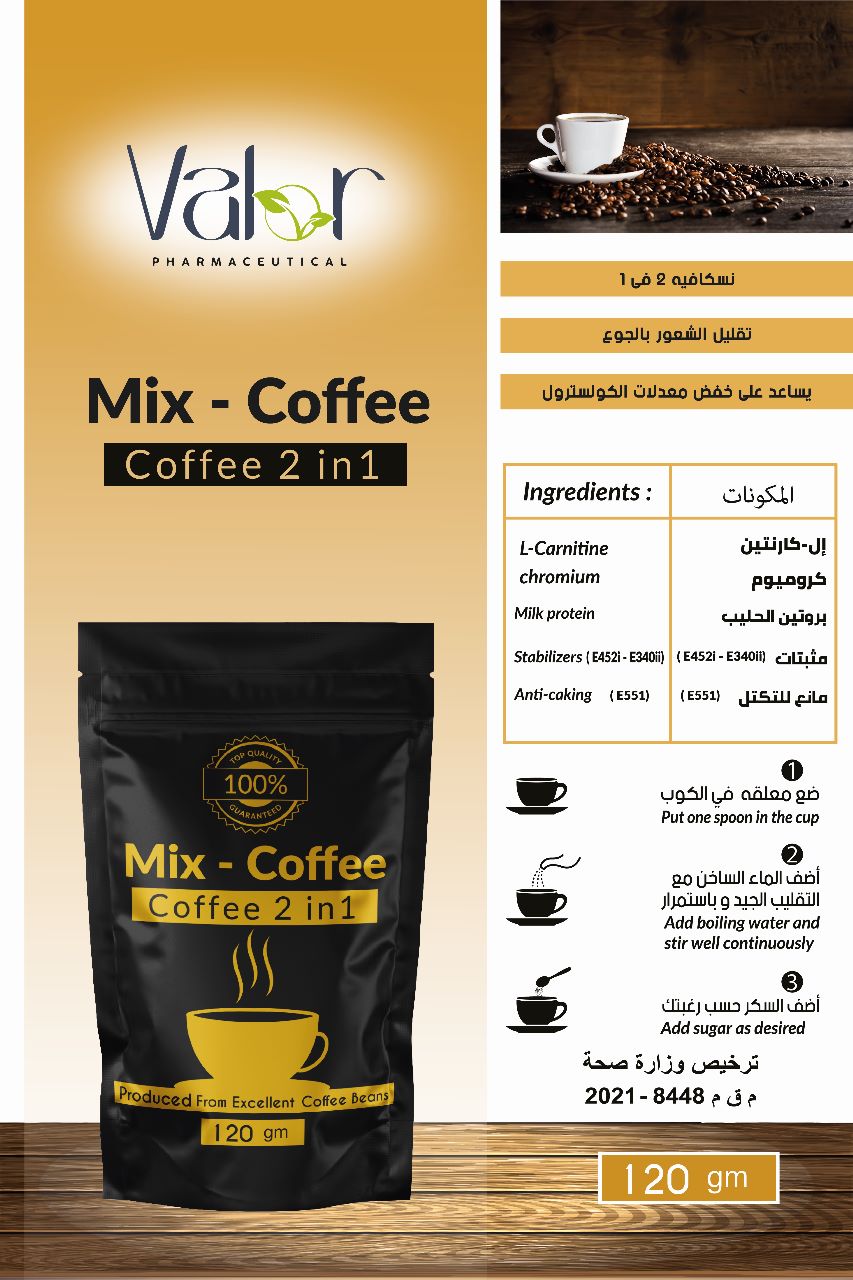 Valor
PHARMACEUTICAL
Mix - Coffee
Coffee 2 in1
TOP QUALITY
100%
GUARANTEED
Mix - Coffee
Coffee 2 in1
Produced From Excellent Coffee Beans
120 gm
نسكافيه 2 فى 1
تقليل الشعور بالجوع
يساعد على خفض معدلات الكولسترول
Ingredients : المكونات
L-Carnitine إل-كارنتين
chromium كروميوم
Milk protein بروتين الحليب
Stabilizers ( E452i - E340ii) مثبتات ( E452i - E340ii)
Anti-caking ( E551) مانع للتكتل ( E551)
1
ضع معلقه في الكوب
Put one spoon in the cup
2
أضف الماء الساخن مع
التقليب الجيد و باستمرار
Add boiling water and
stir well continuously
3
أضف السكر حسب رغبتك
Add sugar as desired
ترخيص وزارة صحة
م ق م 8448 - 2021
120 gm